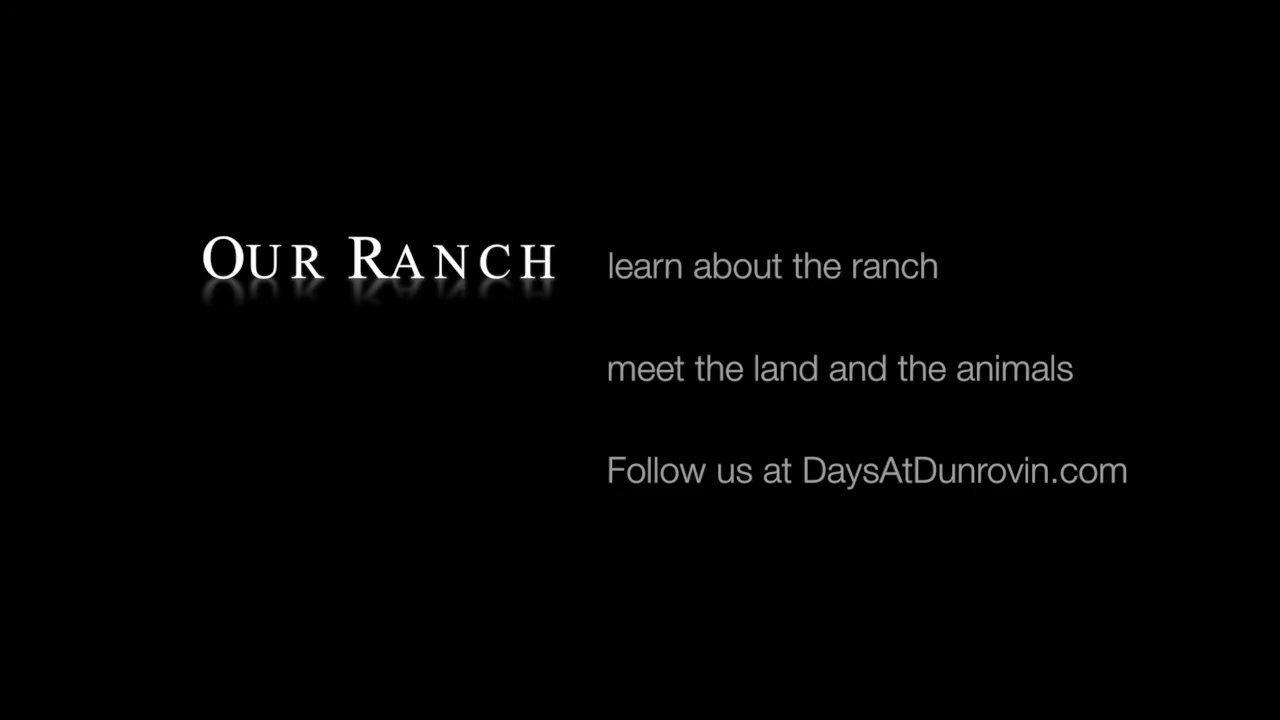 OUR RANCH
learn about the ranch
meet the land and the animals
Follow us at DaysAtDunrovin.com